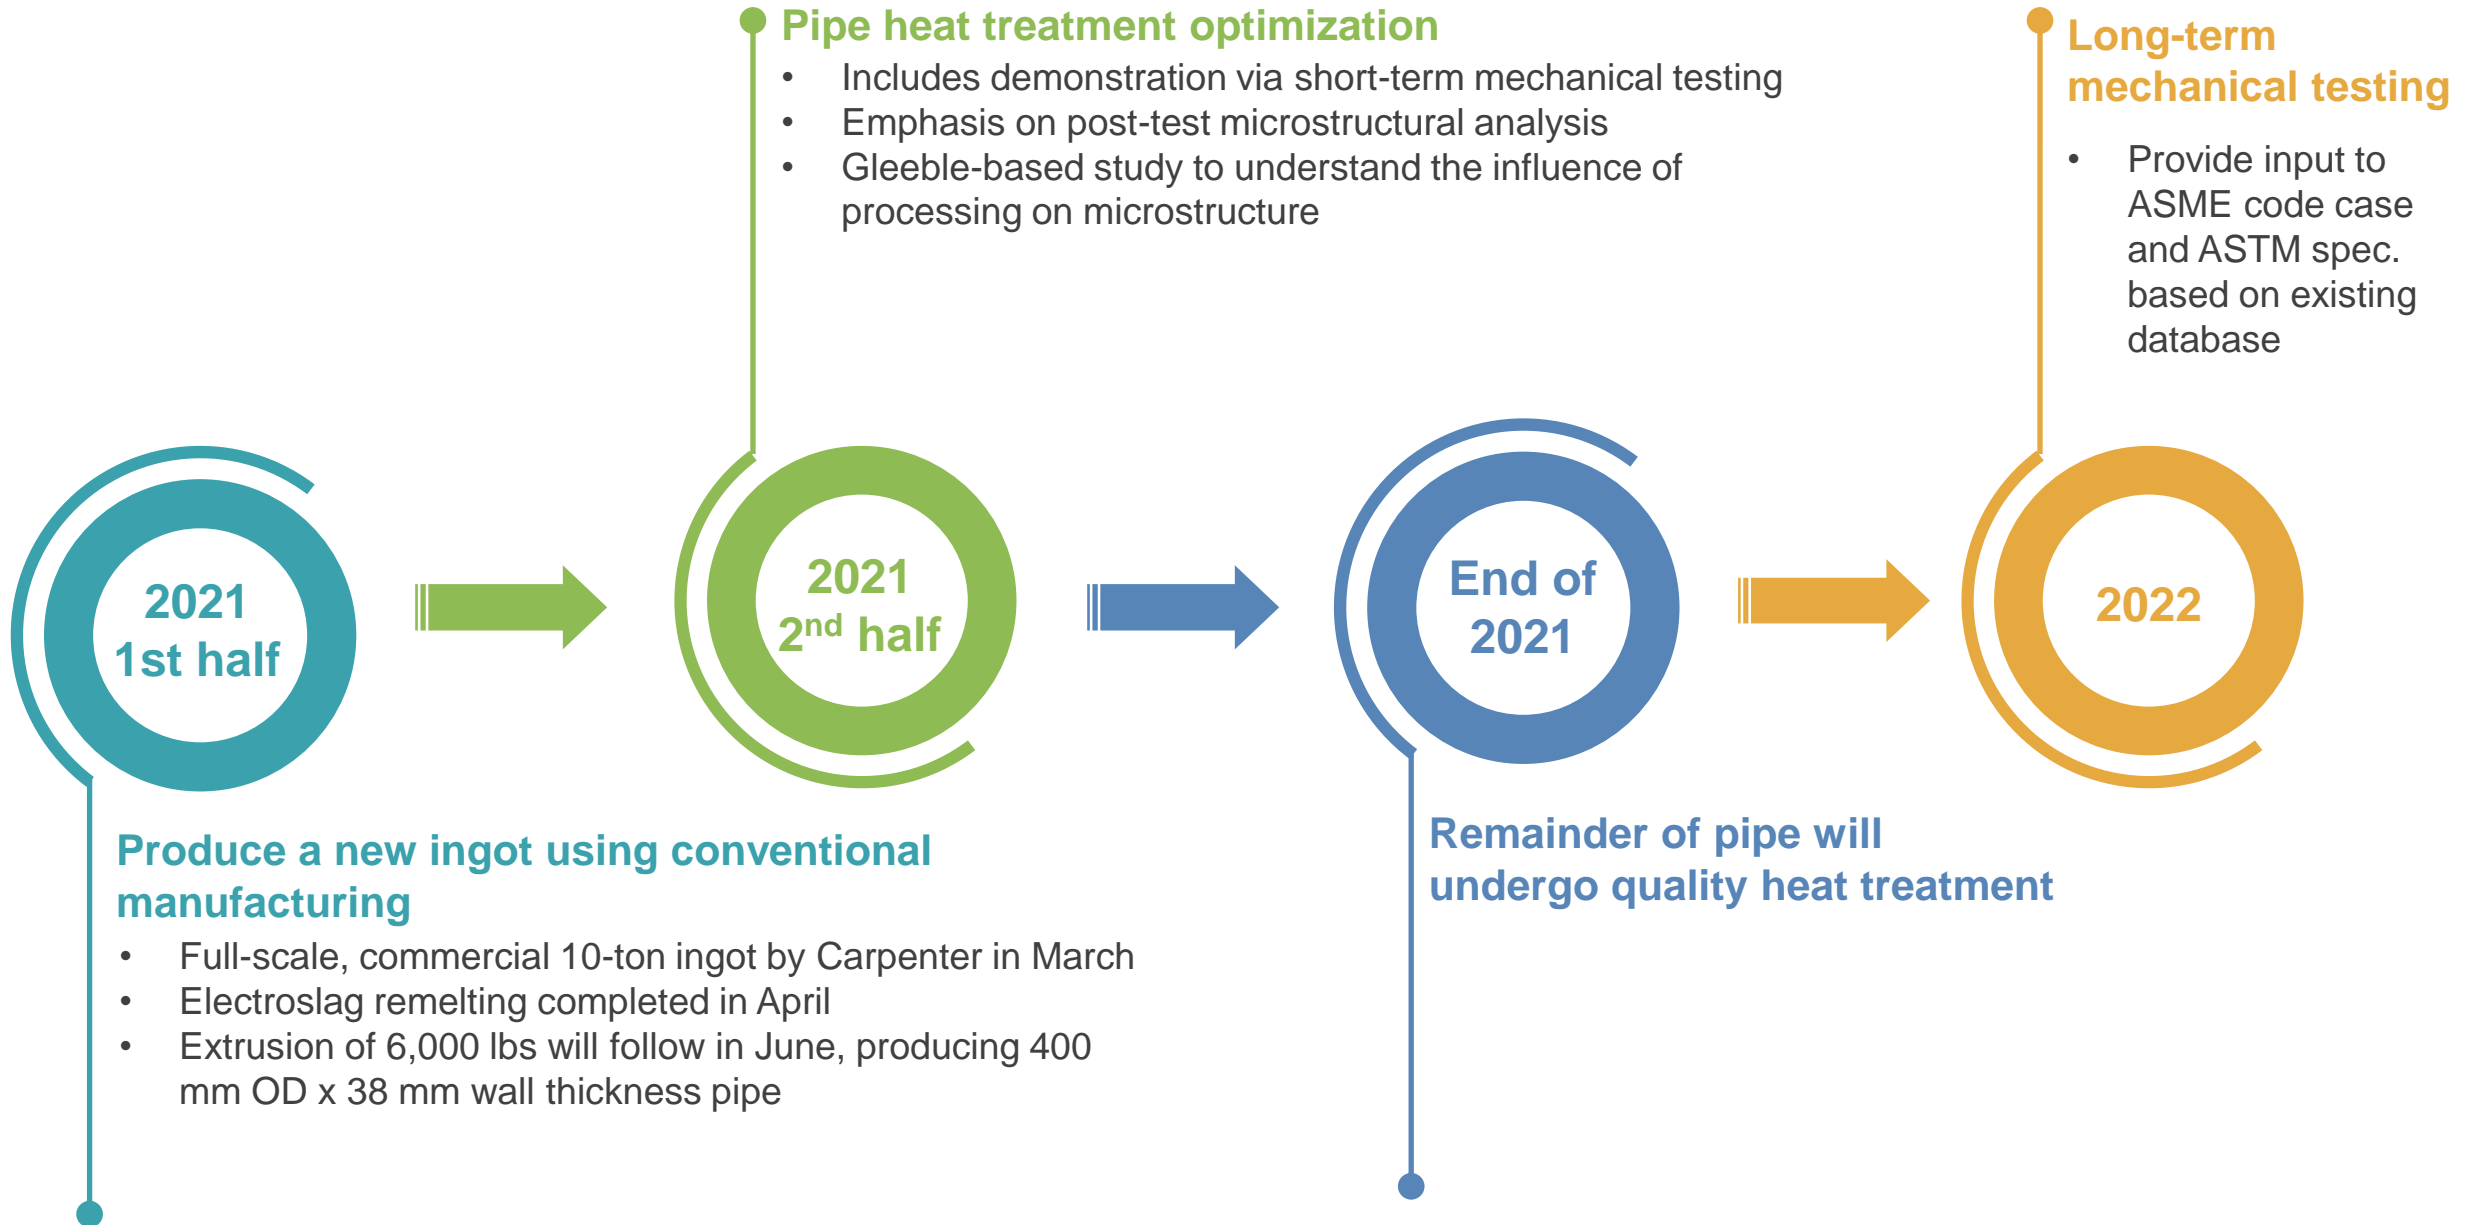 2021
1st half
Produce a new ingot using conventional
manufacturing
• Full-scale, commercial 10-ton ingot by Carpenter in March
• Electroslag remelting completed in April
• Extrusion of 6,000 lbs will follow in June, producing 400
mm OD x 38 mm wall thickness pipe
Pipe heat treatment optimization
• Includes demonstration via short-term mechanical testing
• Emphasis on post-test microstructural analysis
• Gleeble-based study to understand the influence of
processing on microstructure
2021
2nd half
End of
2021
Remainder of pipe will
undergo quality heat treatment
Long-term
mechanical testing
• Provide input to
ASME code case
and ASTM spec.
based on existing
database
2022